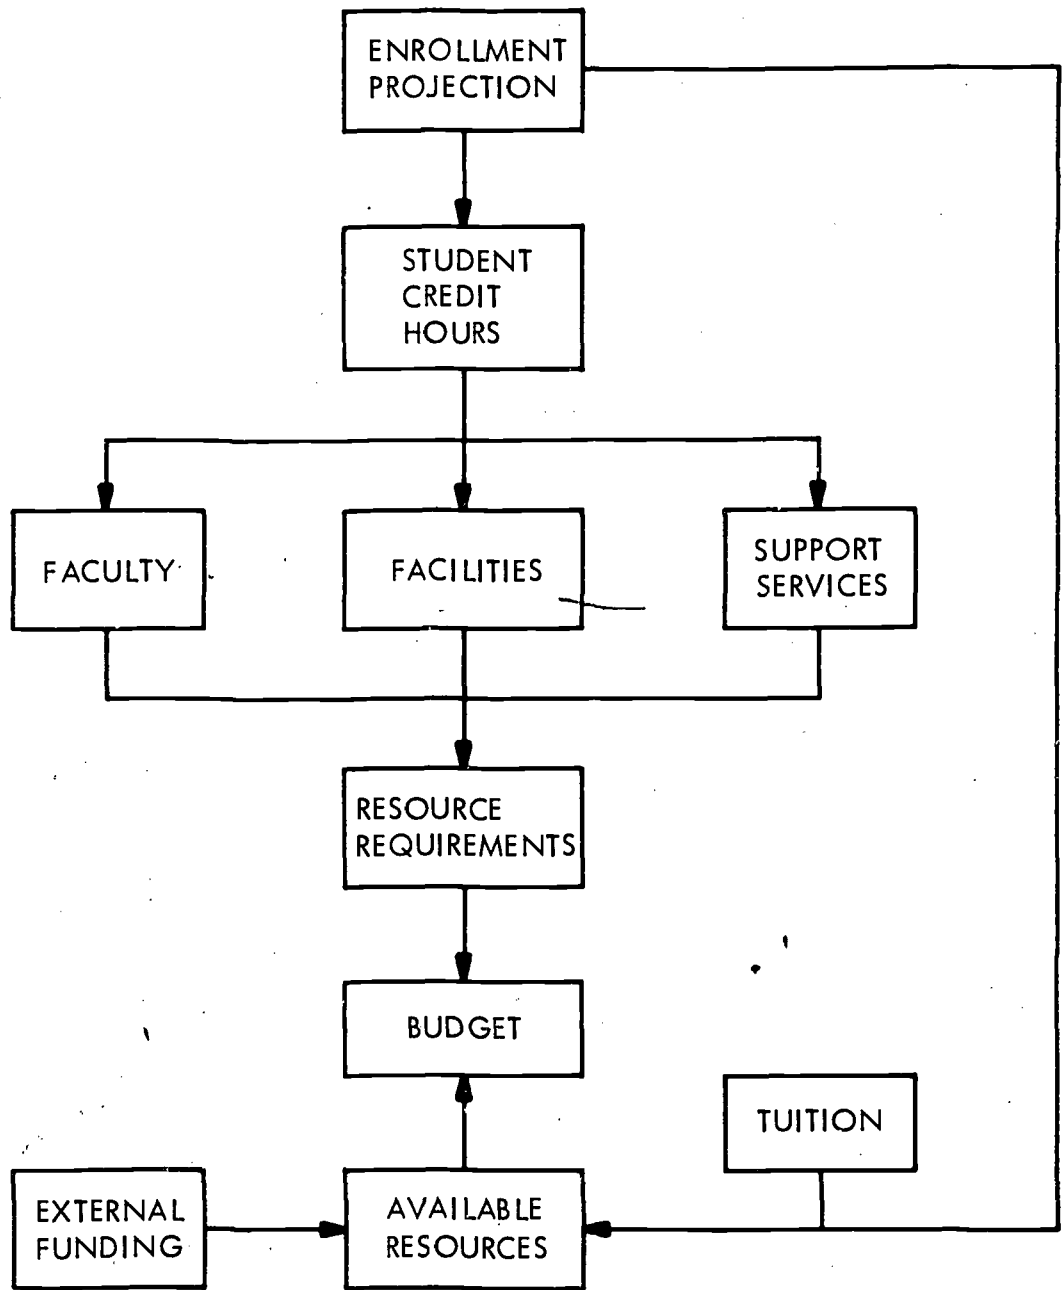 ENROLLMENT
PROJECTION
STUDENT
CREDIT
HOURS
FACULTY
FACILITIES
SUPPORT
SERVICES
RESOURCE
REQUIREMENTS
BUDGET
TUITION
EXTERNAL
FUNDING
AVAILABLE
RESOURCES